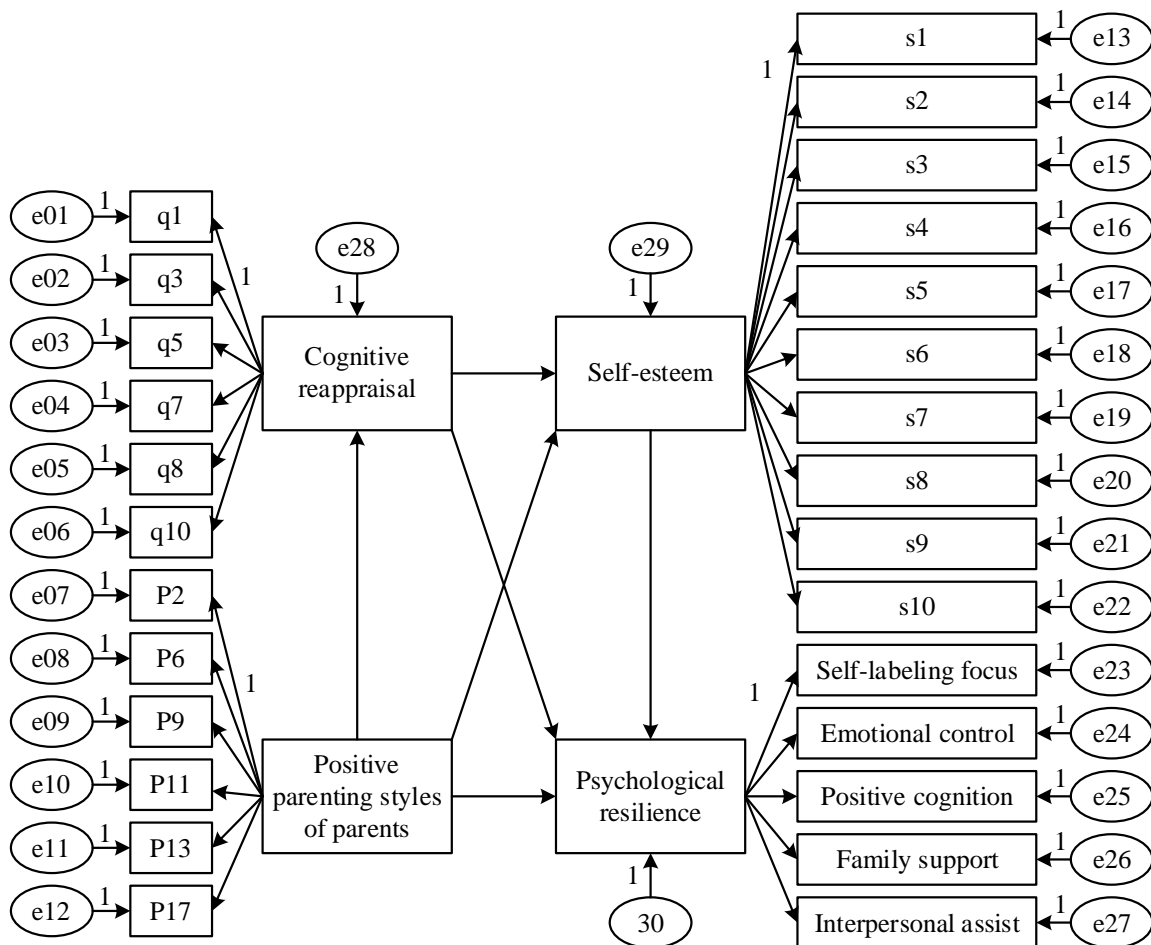 s1
1
e13
1
s2
1
e14
s3
1
e15
s4
1
e16
s5
1
e17
s6
1
e18
s7
1
e19
s8
1
e20
s9
1
e21
s10
1
e22
e01
1
q1
e02
1
q3
1
e03
1
q5
e04
1
q7
e05
1
q8
e06
1
q10
e07
1
P2
e08
1
P6
1
e09
1
P9
e10
1
P11
e11
1
P13
e12
1
P17
e28
1
Cognitive
reappraisal
e29
1
Self-esteem
Positive
parenting styles
of parents
Psychological
resilience
1
30
1
Self-labeling focus
1
e23
Emotional control
1
e24
Positive cognition
1
e25
Family support
1
e26
Interpersonal assist
1
e27